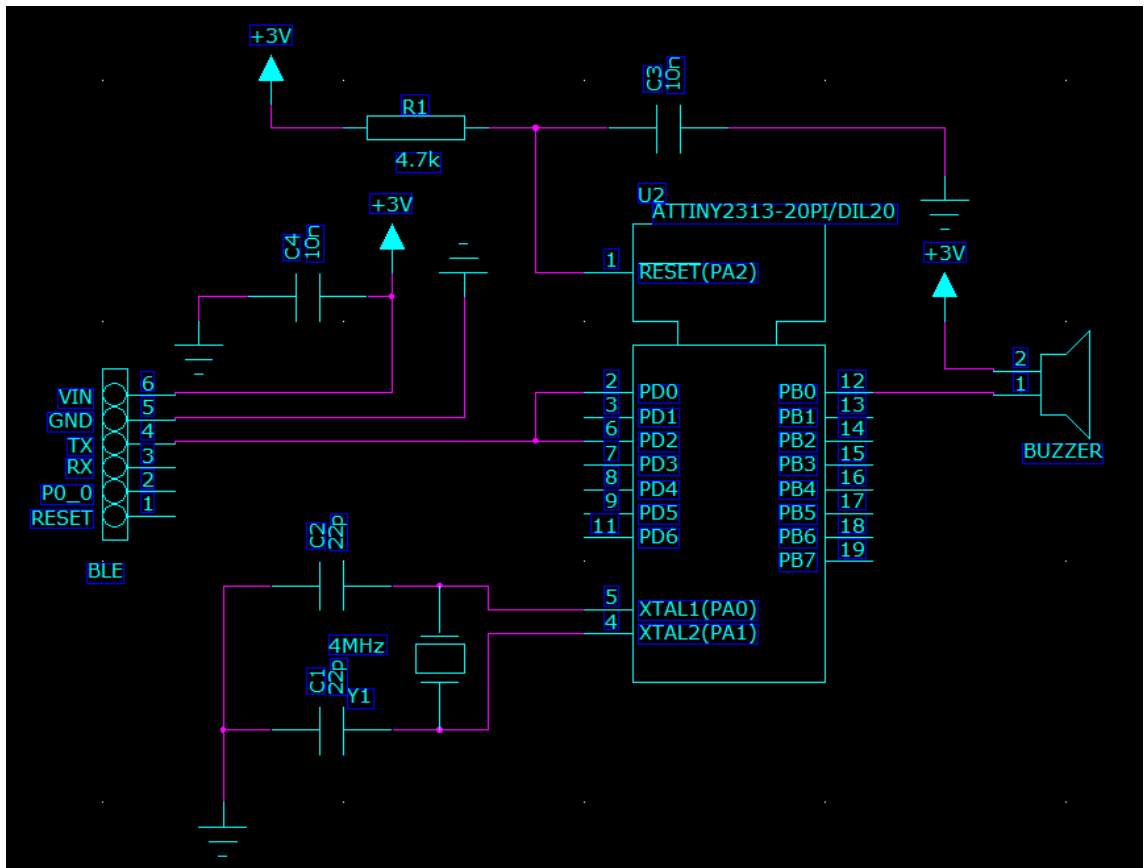 +3V
R1
4.7k
C3
10n
+3V
C4
10n
U2
ATTINY2313-20PI/DIL20
1
RESET(PA2)
+3V
2
1
BUZZER
VIN 6
GND 5
TX 4
RX 3
P0_0 2
RESET 1
BLE
2 PD0
3 PD1
6 PD2
7 PD3
8 PD4
9 PD5
11 PD6
PB0 12
PB1 13
PB2 14
PB3 15
PB4 16
PB5 17
PB6 18
PB7 19
5 XTAL1(PA0)
4 XTAL2(PA1)
C2
22p
4MHz
C1
22p
Y1